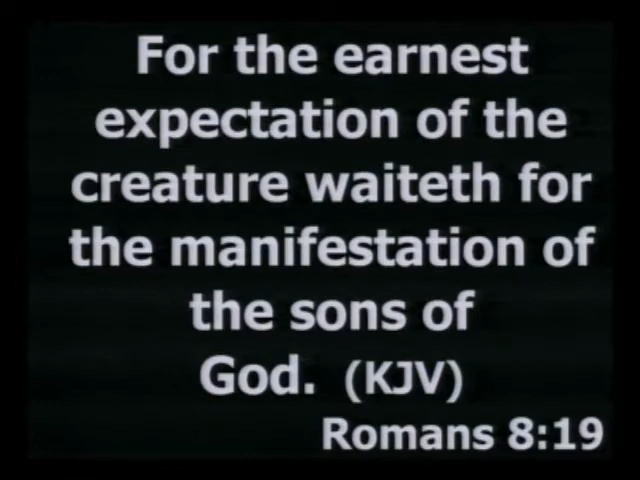 For the earnest
expectation of the
creature waiteth for
the manifestation of
the sons of
God. (KJV)
Romans 8:19